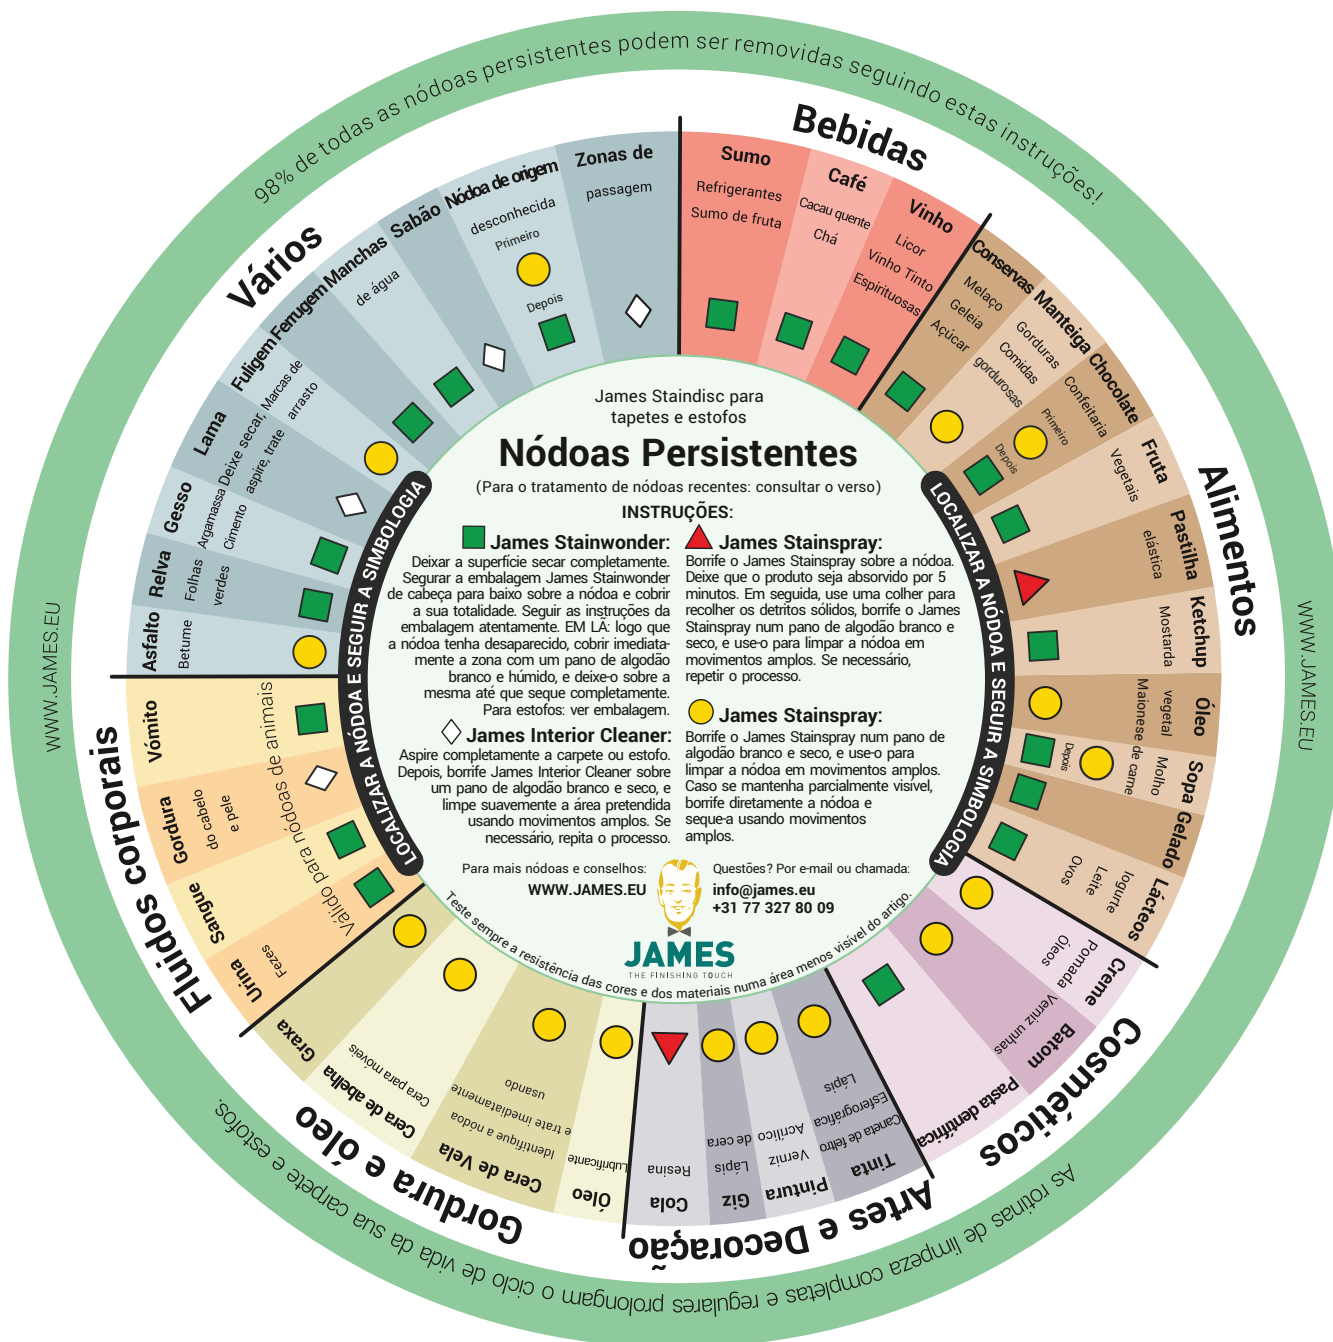 98% de todas as nódoas persistentes podem ser removidas seguindo estas instruções!
WWW.JAMES.EU
As rotinas de limpeza completas e regulares prolongam o ciclo de vida da sua carpete e estofos.
WWW.JAMES.EU
Bebidas
Sumo
Refrigerantes
Sumo de fruta
Café
Cacau quente
Chá
Vinho
Licor
Vinho Tinto
Espirituosas
Alimentos
Conservas
Melaço
Geleia
Açúcar
Manteiga
Gorduras
Comidas
gordurosas
Chocolate
Confeitaria
Primeiro
Depois
Fruta
Vegetais
Pastilha
elástica
Ketchup
Mostarda
Óleo
vegetal
Maionese
Sopa
Molho
de carne
Depois
Gelado
Lácteos
Iogurte
Leite
Ovos
Cosméticos
Creme
Pomada
Óleos
Batom
Verniz unhas
Pasta dentífrica
Artes e Decoração
Tinta
Caneta de feltro
Esferográfica
Lápis
Pintura
Verniz
Acrílico
Giz
Lápis
de cera
Cola
Resina
Gordura e óleo
Óleo
Lubrificante
Cera de Vela
Identifique a nódoa
e trate imediatamente
usando
Cera de abelha
Cera para móveis
Graxa
Fluidos corporais
Válido para nódoas de animais
Urina
Fezes
Sangue
Gordura
do cabelo
e pele
Vómito
Vários
Asfalto
Betume
Relva
Folhas
verdes
Gesso
Argamassa
Cimento
Lama
Deixe secar,
aspire, trate
Fuligem
Marcas de
arrasto
Ferrugem
Manchas
de água
Sabão
Nódoa de origem
desconhecida
Primeiro
Depois
Zonas de
passagem
LOCALIZAR A NÓDOA E SEGUIR A SIMBOLOGIA
LOCALIZAR A NÓDOA E SEGUIR A SIMBOLOGIA
James Staindisc para
tapetes e estofos
Nódoas Persistentes
(Para o tratamento de nódoas recentes: consultar o verso)
INSTRUÇÕES:
James Stainwonder:
Deixar a superfície secar completamente.
Segurar a embalagem James Stainwonder
de cabeça para baixo sobre a nódoa e cobrir
a sua totalidade. Seguir as instruções da
embalagem atentamente. EM LÃ: logo que
a nódoa tenha desaparecido, cobrir imediata-
mente a zona com um pano de algodão
branco e húmido, e deixe-o sobre a
mesma até que seque completamente.
Para estofos: ver embalagem.
James Interior Cleaner:
Aspire completamente a carpete ou estofo.
Depois, borrife James Interior Cleaner sobre
um pano de algodão branco e seco, e
limpe suavemente a área pretendida
usando movimentos amplos. Se
necessário, repita o processo.
James Stainspray:
Borrife o James Stainspray sobre a nódoa.
Deixe que o produto seja absorvido por 5
minutos. Em seguida, use uma colher para
recolher os detritos sólidos, borrife o James
Stainspray num pano de algodão branco e
seco, e use-o para limpar a nódoa em
movimentos amplos. Se necessário,
repetir o processo.
James Stainspray:
Borrife o James Stainspray num pano de
algodão branco e seco, e use-o para
limpar a nódoa em movimentos amplos.
Caso se mantenha parcialmente visível,
borrife diretamente a nódoa e
seque-a usando movimentos
amplos.
Para mais nódoas e conselhos:
WWW.JAMES.EU
Questões? Por e-mail ou chamada:
info@james.eu
+31 77 327 80 09
JAMES
THE FINISHING TOUCH
Teste sempre a resistência das cores e dos materiais numa área menos visível do artigo.